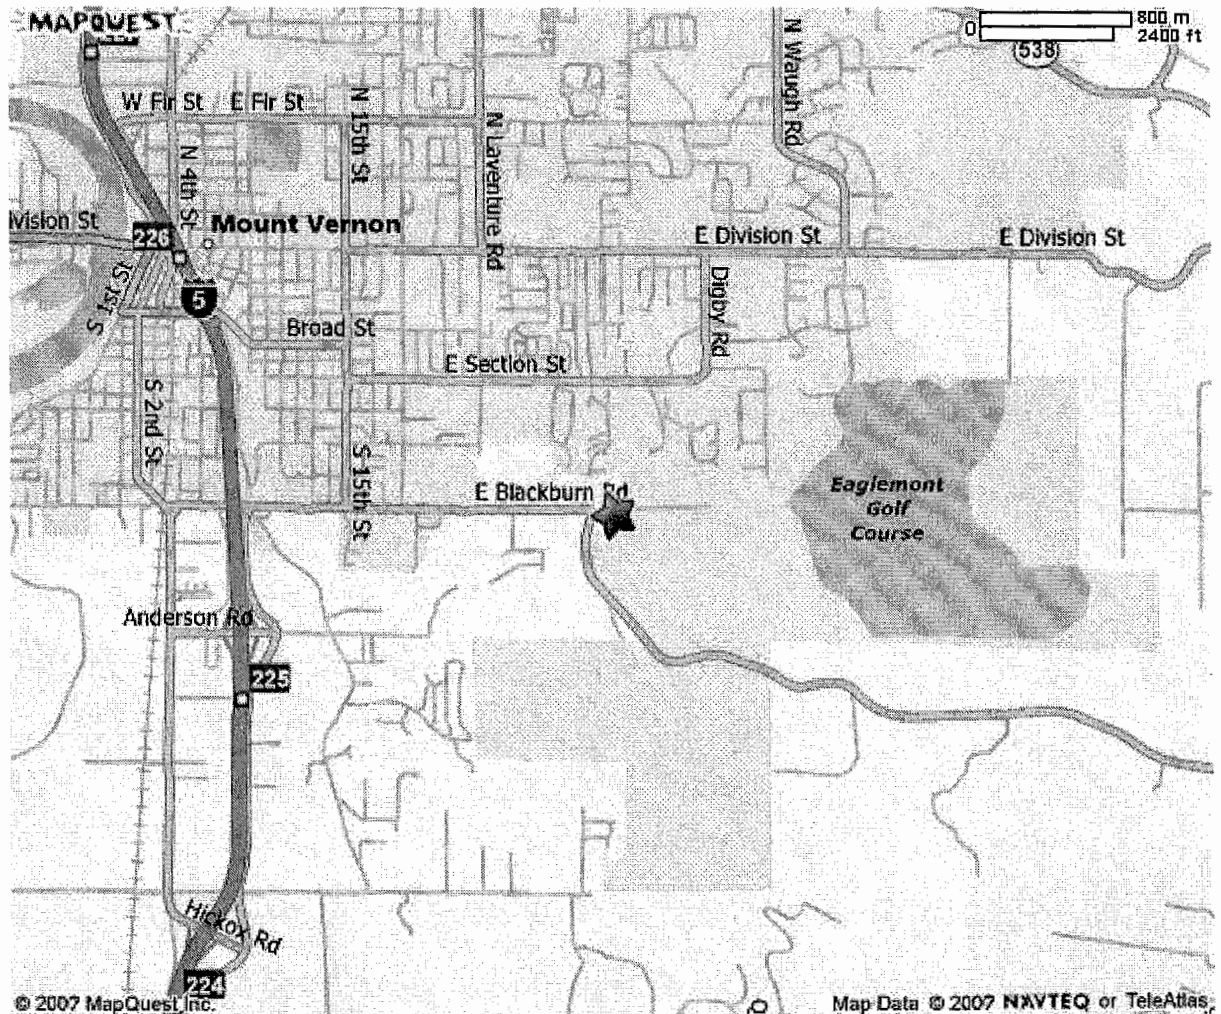 MAPQUEST
800 m
0
2400 ft
538
W Fir St
E Fir St
N 15th St
N Laventure Rd
N Waugh Rd
N 4th St
ivision St
226
Mount Vernon
E Division St
E Division St
S 1st St
5
Broad St
Digby Rd
E Section St
S 2nd St
S 15th St
E Blackburn Rd
Eaglemont
Golf
Course
Anderson Rd
225
Hickox Rd
224
© 2007 MapQuest Inc.
Map Data © 2007 NAVTEQ or TeleAtlas